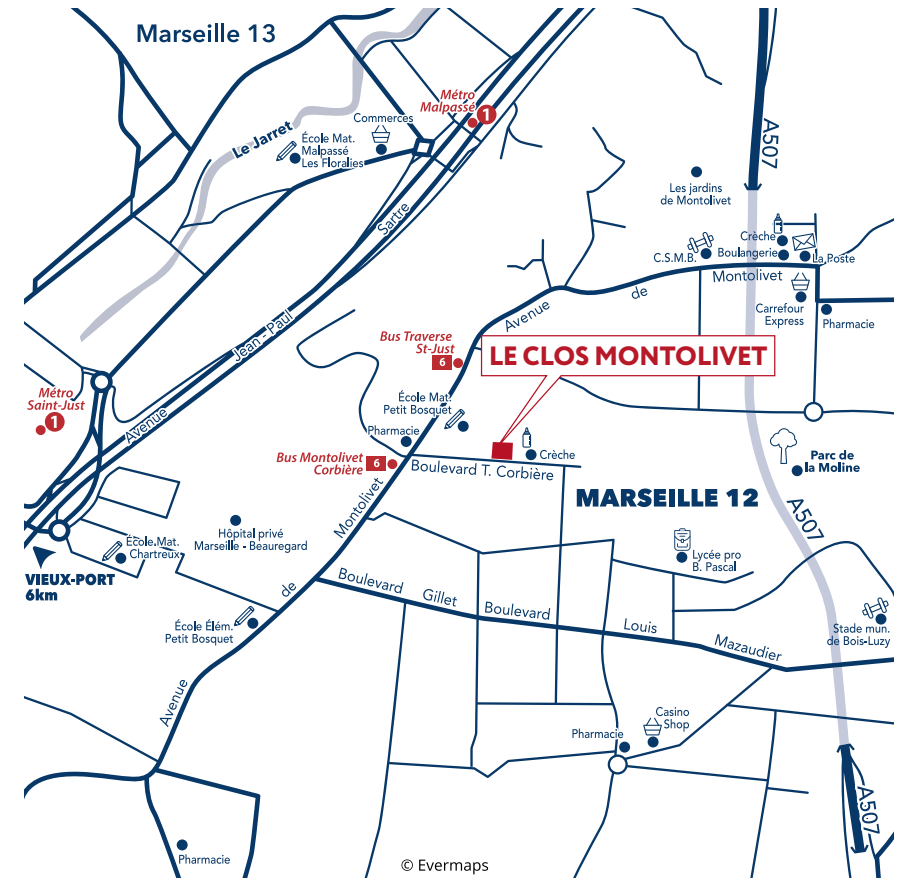 Marseille 13
Métro
Malpassé
1
Commerces
Le Jarret
École Mat.
Malpassé
Les Floralies
A507
Sartre
Les jardins
de Montolivet
Crèche
C.S.M.B.
Boulangerie
La Poste
Montolivet
de
Avenue
Carrefour
Express
Pharmacie
Jean-Paul
Bus Traverse
St-Just
6
LE CLOS MONTOLIVET
Métro
Saint-Just
1
École Mat.
Petit Bosquet
Avenue
Pharmacie
Crèche
Bus Montolivet
Corbière
6
Boulevard T. Corbière
Parc de
la Moline
MARSEILLE 12
A507
Montolivet
Hôpital privé
Marseille - Beauregard
École Mat.
Chartreux
Lycée pro
B. Pascal
VIEUX-PORT
6km
de
Boulevard Gillet Boulevard Louis Mazaudier
École Élém.
Petit Bosquet
Stade mun.
de Bois-Luzy
Avenue
Casino
Shop
Pharmacie
A507
Pharmacie
© Evermaps